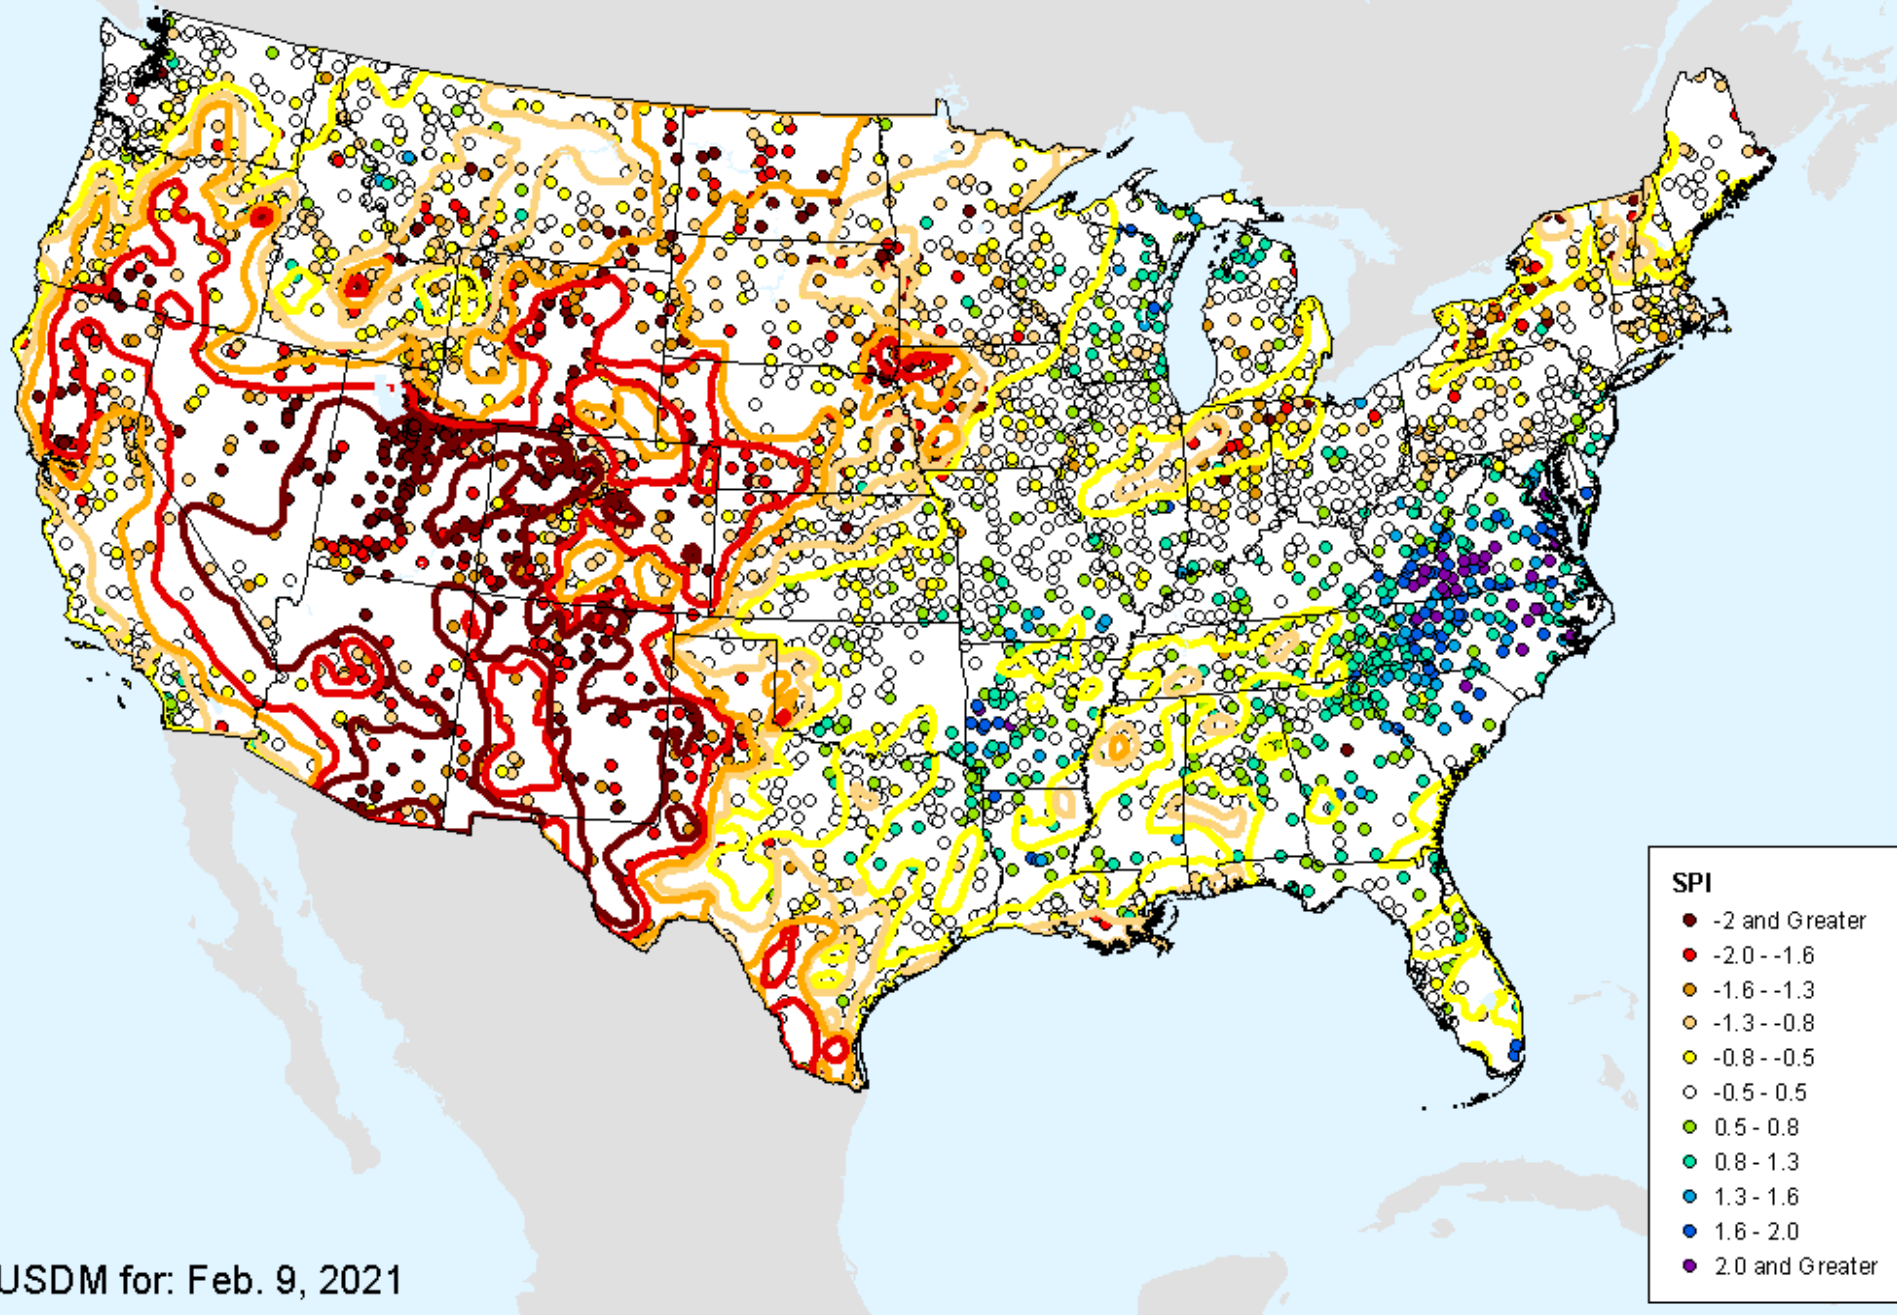 SPI
-2 and Greater
-2.0 - -1.6
-1.6 - -1.3
-1.3 - -0.8
-0.8 - -0.5
-0.5 - 0.5
0.5 - 0.8
0.8 - 1.3
1.3 - 1.6
1.6 - 2.0
2.0 and Greater
USDM for: Feb. 9, 2021